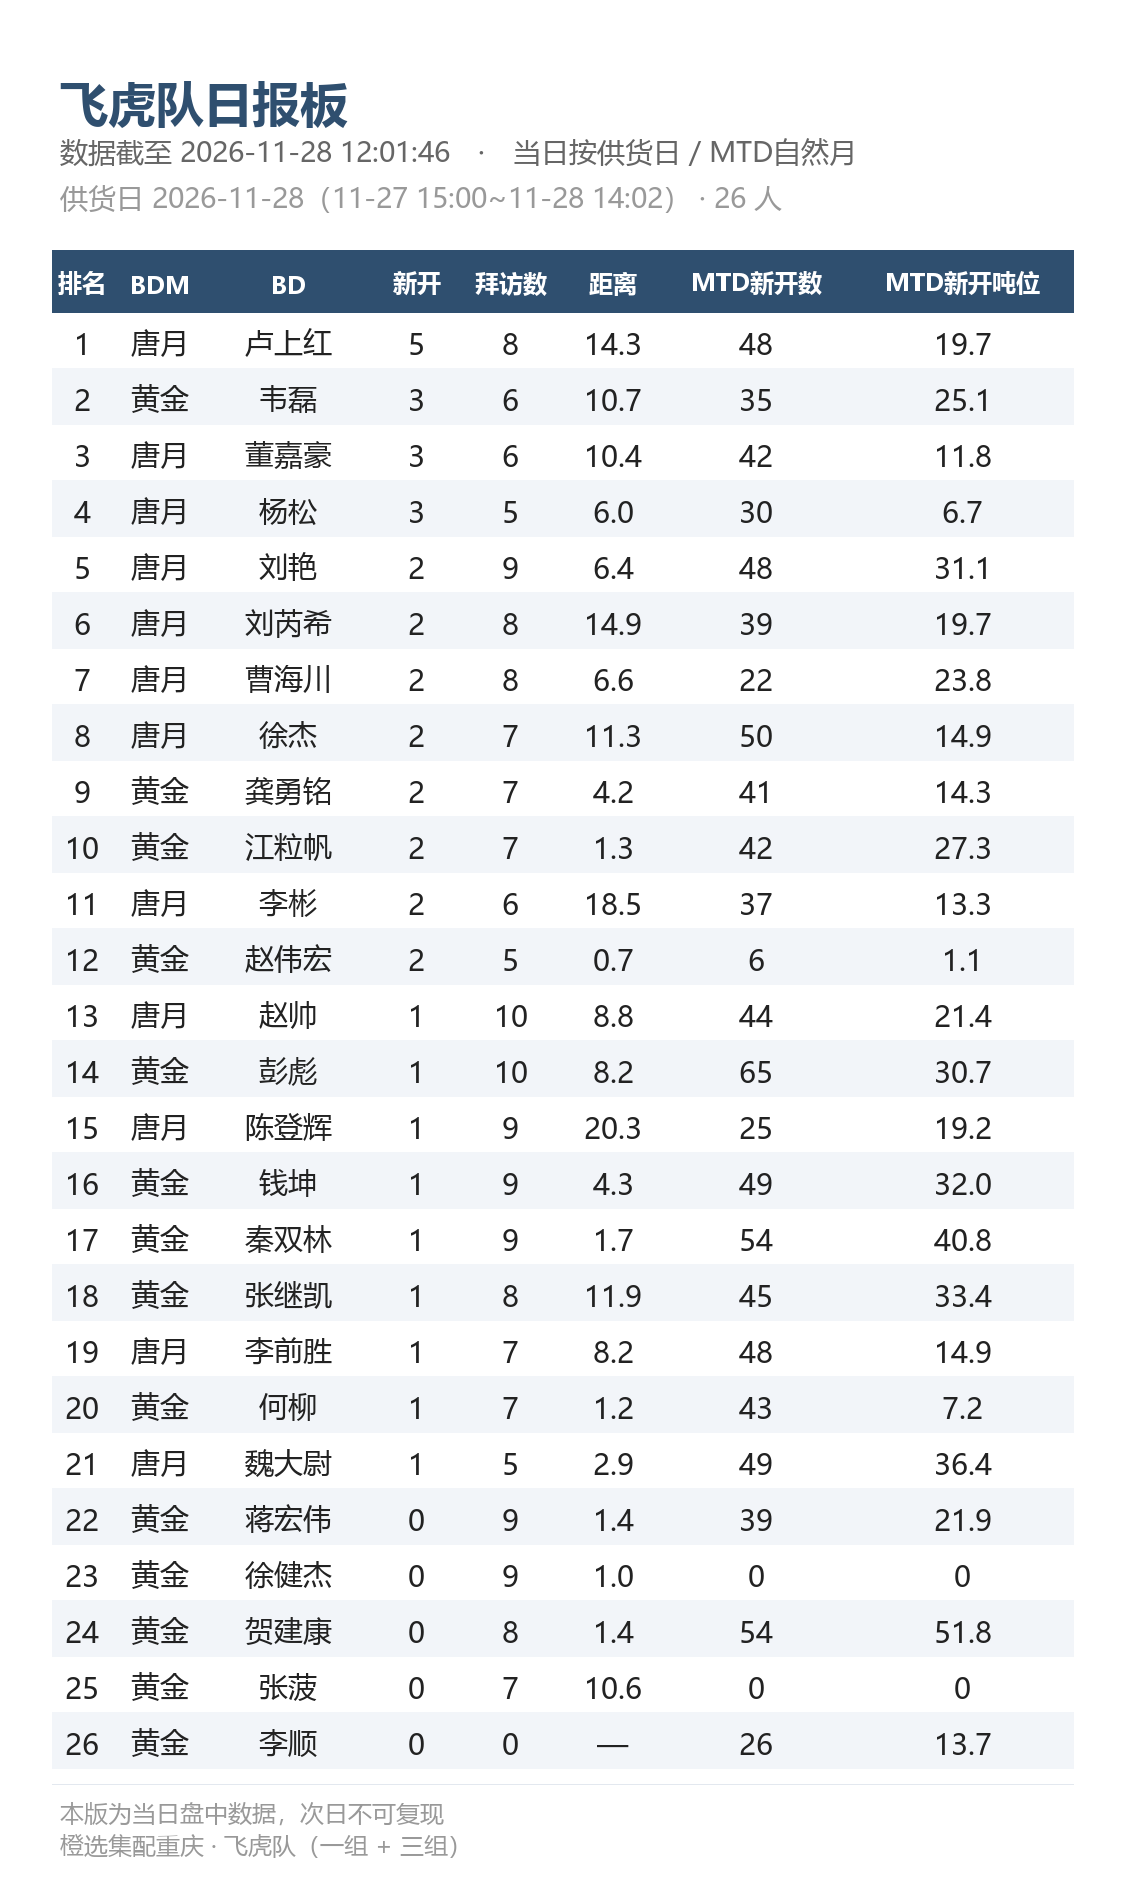 飞虎队日报板
数据截至 2026-11-28 12:01:46 · 当日按供货日 / MTD自然月
供货日 2026-11-28（11-27 15:00~11-28 14:02） · 26 人
排名 BDM BD 新开 拜访数 距离 MTD新开数 MTD新开吨位
1 唐月 卢上红 5 8 14.3 48 19.7
2 黄金 韦磊 3 6 10.7 35 25.1
3 唐月 董嘉豪 3 6 10.4 42 11.8
4 唐月 杨松 3 5 6.0 30 6.7
5 唐月 刘艳 2 9 6.4 48 31.1
6 唐月 刘芮希 2 8 14.9 39 19.7
7 唐月 曹海川 2 8 6.6 22 23.8
8 唐月 徐杰 2 7 11.3 50 14.9
9 黄金 龚勇铭 2 7 4.2 41 14.3
10 黄金 江粒帆 2 7 1.3 42 27.3
11 唐月 李彬 2 6 18.5 37 13.3
12 黄金 赵伟宏 2 5 0.7 6 1.1
13 唐月 赵帅 1 10 8.8 44 21.4
14 黄金 彭彪 1 10 8.2 65 30.7
15 唐月 陈登辉 1 9 20.3 25 19.2
16 黄金 钱坤 1 9 4.3 49 32.0
17 黄金 秦双林 1 9 1.7 54 40.8
18 黄金 张继凯 1 8 11.9 45 33.4
19 唐月 李前胜 1 7 8.2 48 14.9
20 黄金 何柳 1 7 1.2 43 7.2
21 唐月 魏大尉 1 5 2.9 49 36.4
22 黄金 蒋宏伟 0 9 1.4 39 21.9
23 黄金 徐健杰 0 9 1.0 0 0
24 黄金 贺建康 0 8 1.4 54 51.8
25 黄金 张菠 0 7 10.6 0 0
26 黄金 李顺 0 0 — 26 13.7
本版为当日盘中数据，次日不可复现
橙选集配重庆 · 飞虎队（一组 + 三组）